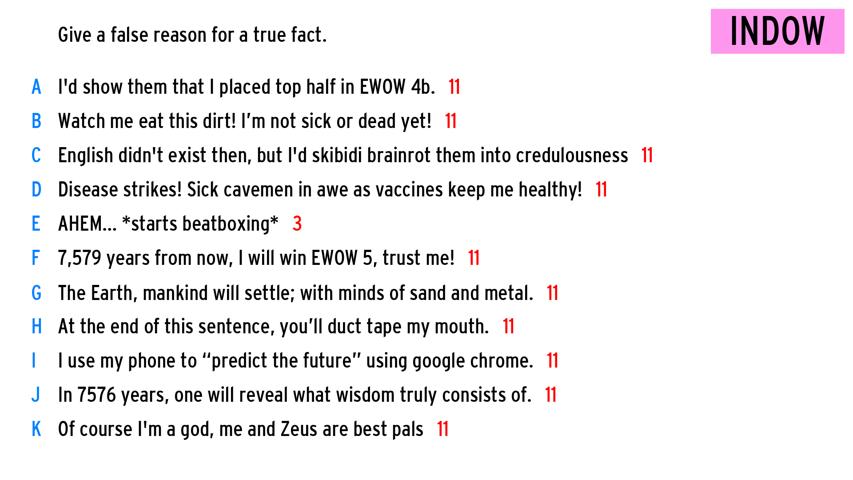 Give a false reason for a true fact.
INDOW
A I'd show them that I placed top half in EWOW 4b. 11
B Watch me eat this dirt! I’m not sick or dead yet! 11
C English didn't exist then, but I'd skibidi brainrot them into credulousness 11
D Disease strikes! Sick cavemen in awe as vaccines keep me healthy! 11
E AHEM... *starts beatboxing* 3
F 7,579 years from now, I will win EWOW 5, trust me! 11
G The Earth, mankind will settle; with minds of sand and metal. 11
H At the end of this sentence, you’ll duct tape my mouth. 11
I I use my phone to “predict the future” using google chrome. 11
J In 7576 years, one will reveal what wisdom truly consists of. 11
K Of course I'm a god, me and Zeus are best pals 11